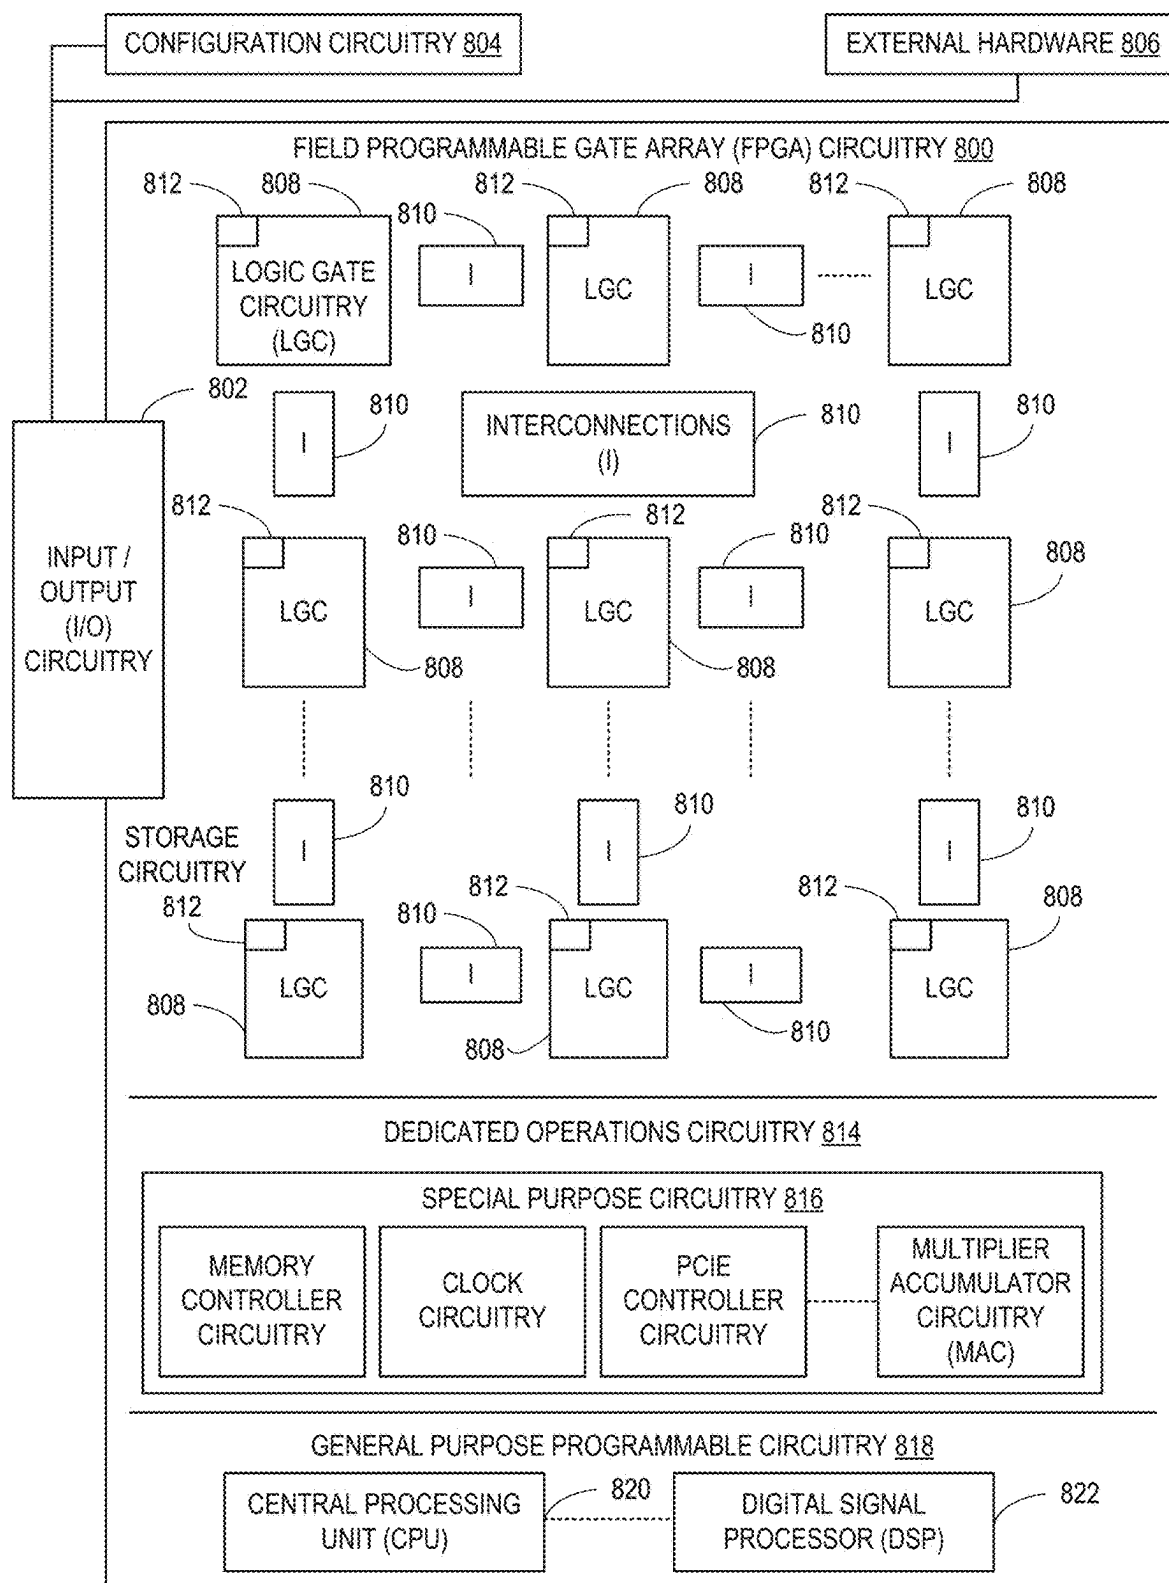 CONFIGURATION CIRCUITRY 804
EXTERNAL HARDWARE 806
FIELD PROGRAMMABLE GATE ARRAY (FPGA) CIRCUITRY 800
812
808
810
812
808
812
808
LOGIC GATE
CIRCUITRY
(LGC)
I
LGC
I
LGC
810
802
810
INTERCONNECTIONS
(I)
810
810
I
I
812
810
812
810
812
808
INPUT /
OUTPUT
(I/O)
CIRCUITRY
LGC
I
LGC
I
LGC
808
808
810
810
810
STORAGE
CIRCUITRY
I
I
I
812
810
812
812
808
LGC
I
LGC
I
LGC
808
808
810
DEDICATED OPERATIONS CIRCUITRY 814
SPECIAL PURPOSE CIRCUITRY 816
MEMORY
CONTROLLER
CIRCUITRY
CLOCK
CIRCUITRY
PCIE
CONTROLLER
CIRCUITRY
MULTIPLIER
ACCUMULATOR
CIRCUITRY
(MAC)
GENERAL PURPOSE PROGRAMMABLE CIRCUITRY 818
CENTRAL PROCESSING
UNIT (CPU)
820
DIGITAL SIGNAL
PROCESSOR (DSP)
822